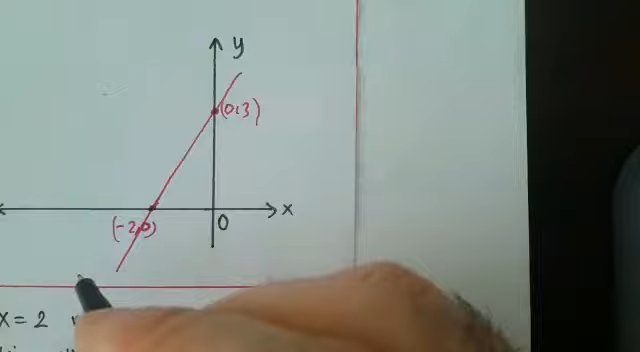 y
(0,3)
x
(-2,0)
0
x = 2